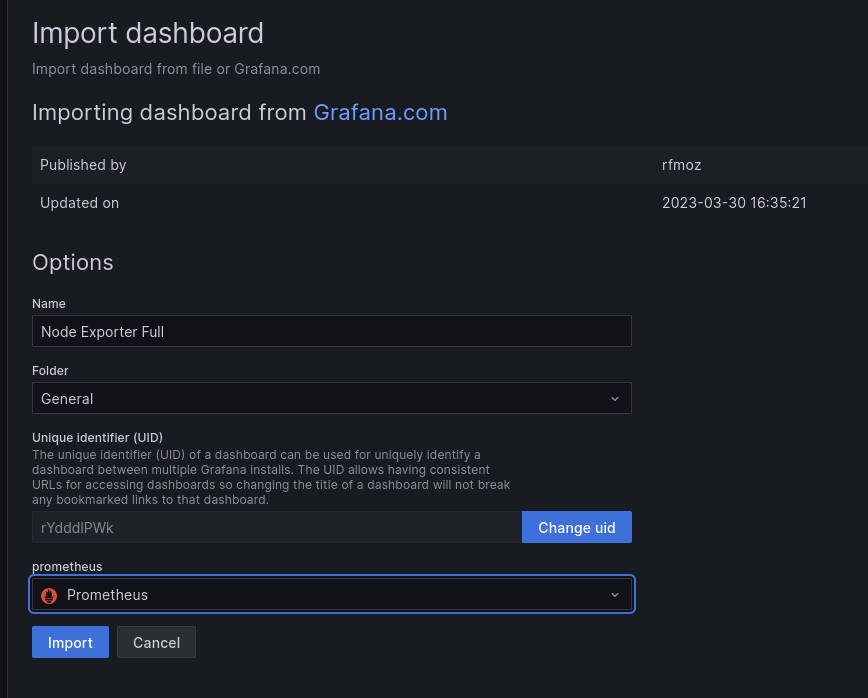 Import dashboard
Import dashboard from file or Grafana.com
Importing dashboard from Grafana.com
Published by rfmoz
Updated on 2023-03-30 16:35:21
Options
Name
Node Exporter Full
Folder
General
Unique identifier (UID)
The unique identifier (UID) of a dashboard can be used for uniquely identify a
dashboard between multiple Grafana installs. The UID allows having consistent
URLs for accessing dashboards so changing the title of a dashboard will not break
any bookmarked links to that dashboard.
rYdddlPWk Change uid
prometheus
Prometheus
Import Cancel